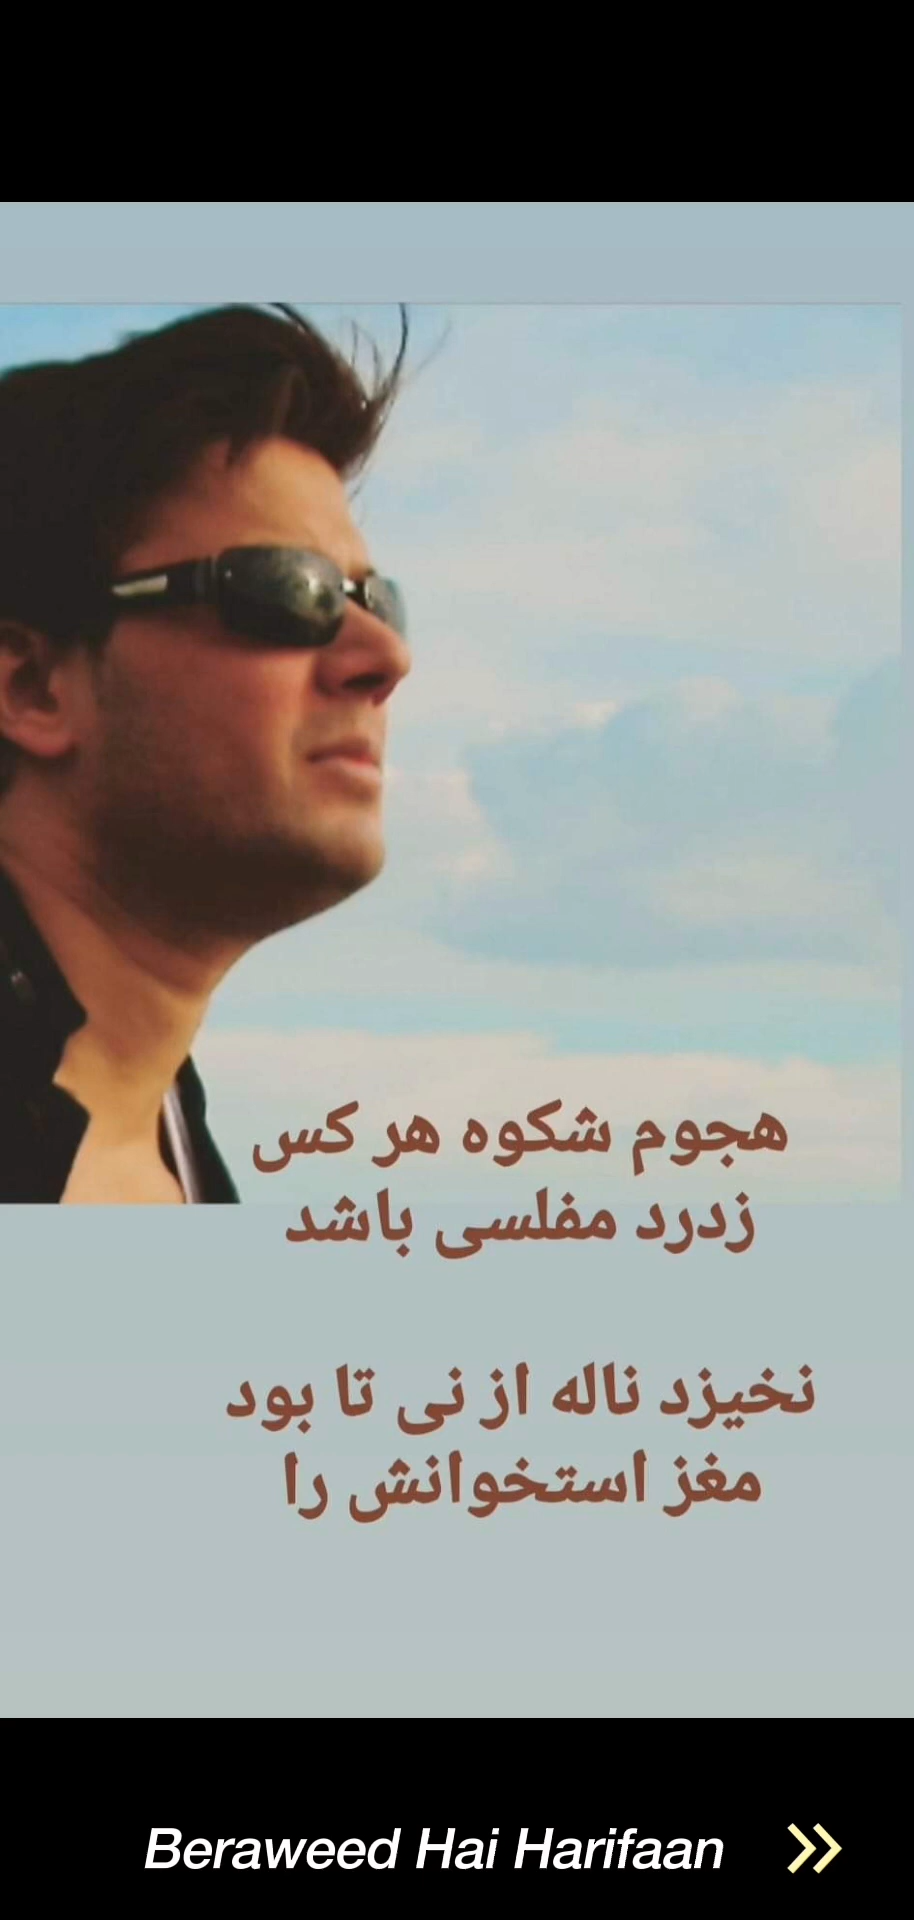 هجوم شکوه هر کس
زدرد مفلسی باشد
نخیزد ناله از نی تا بود
مغز استخوانش را
Beraweed Hai Harifaan